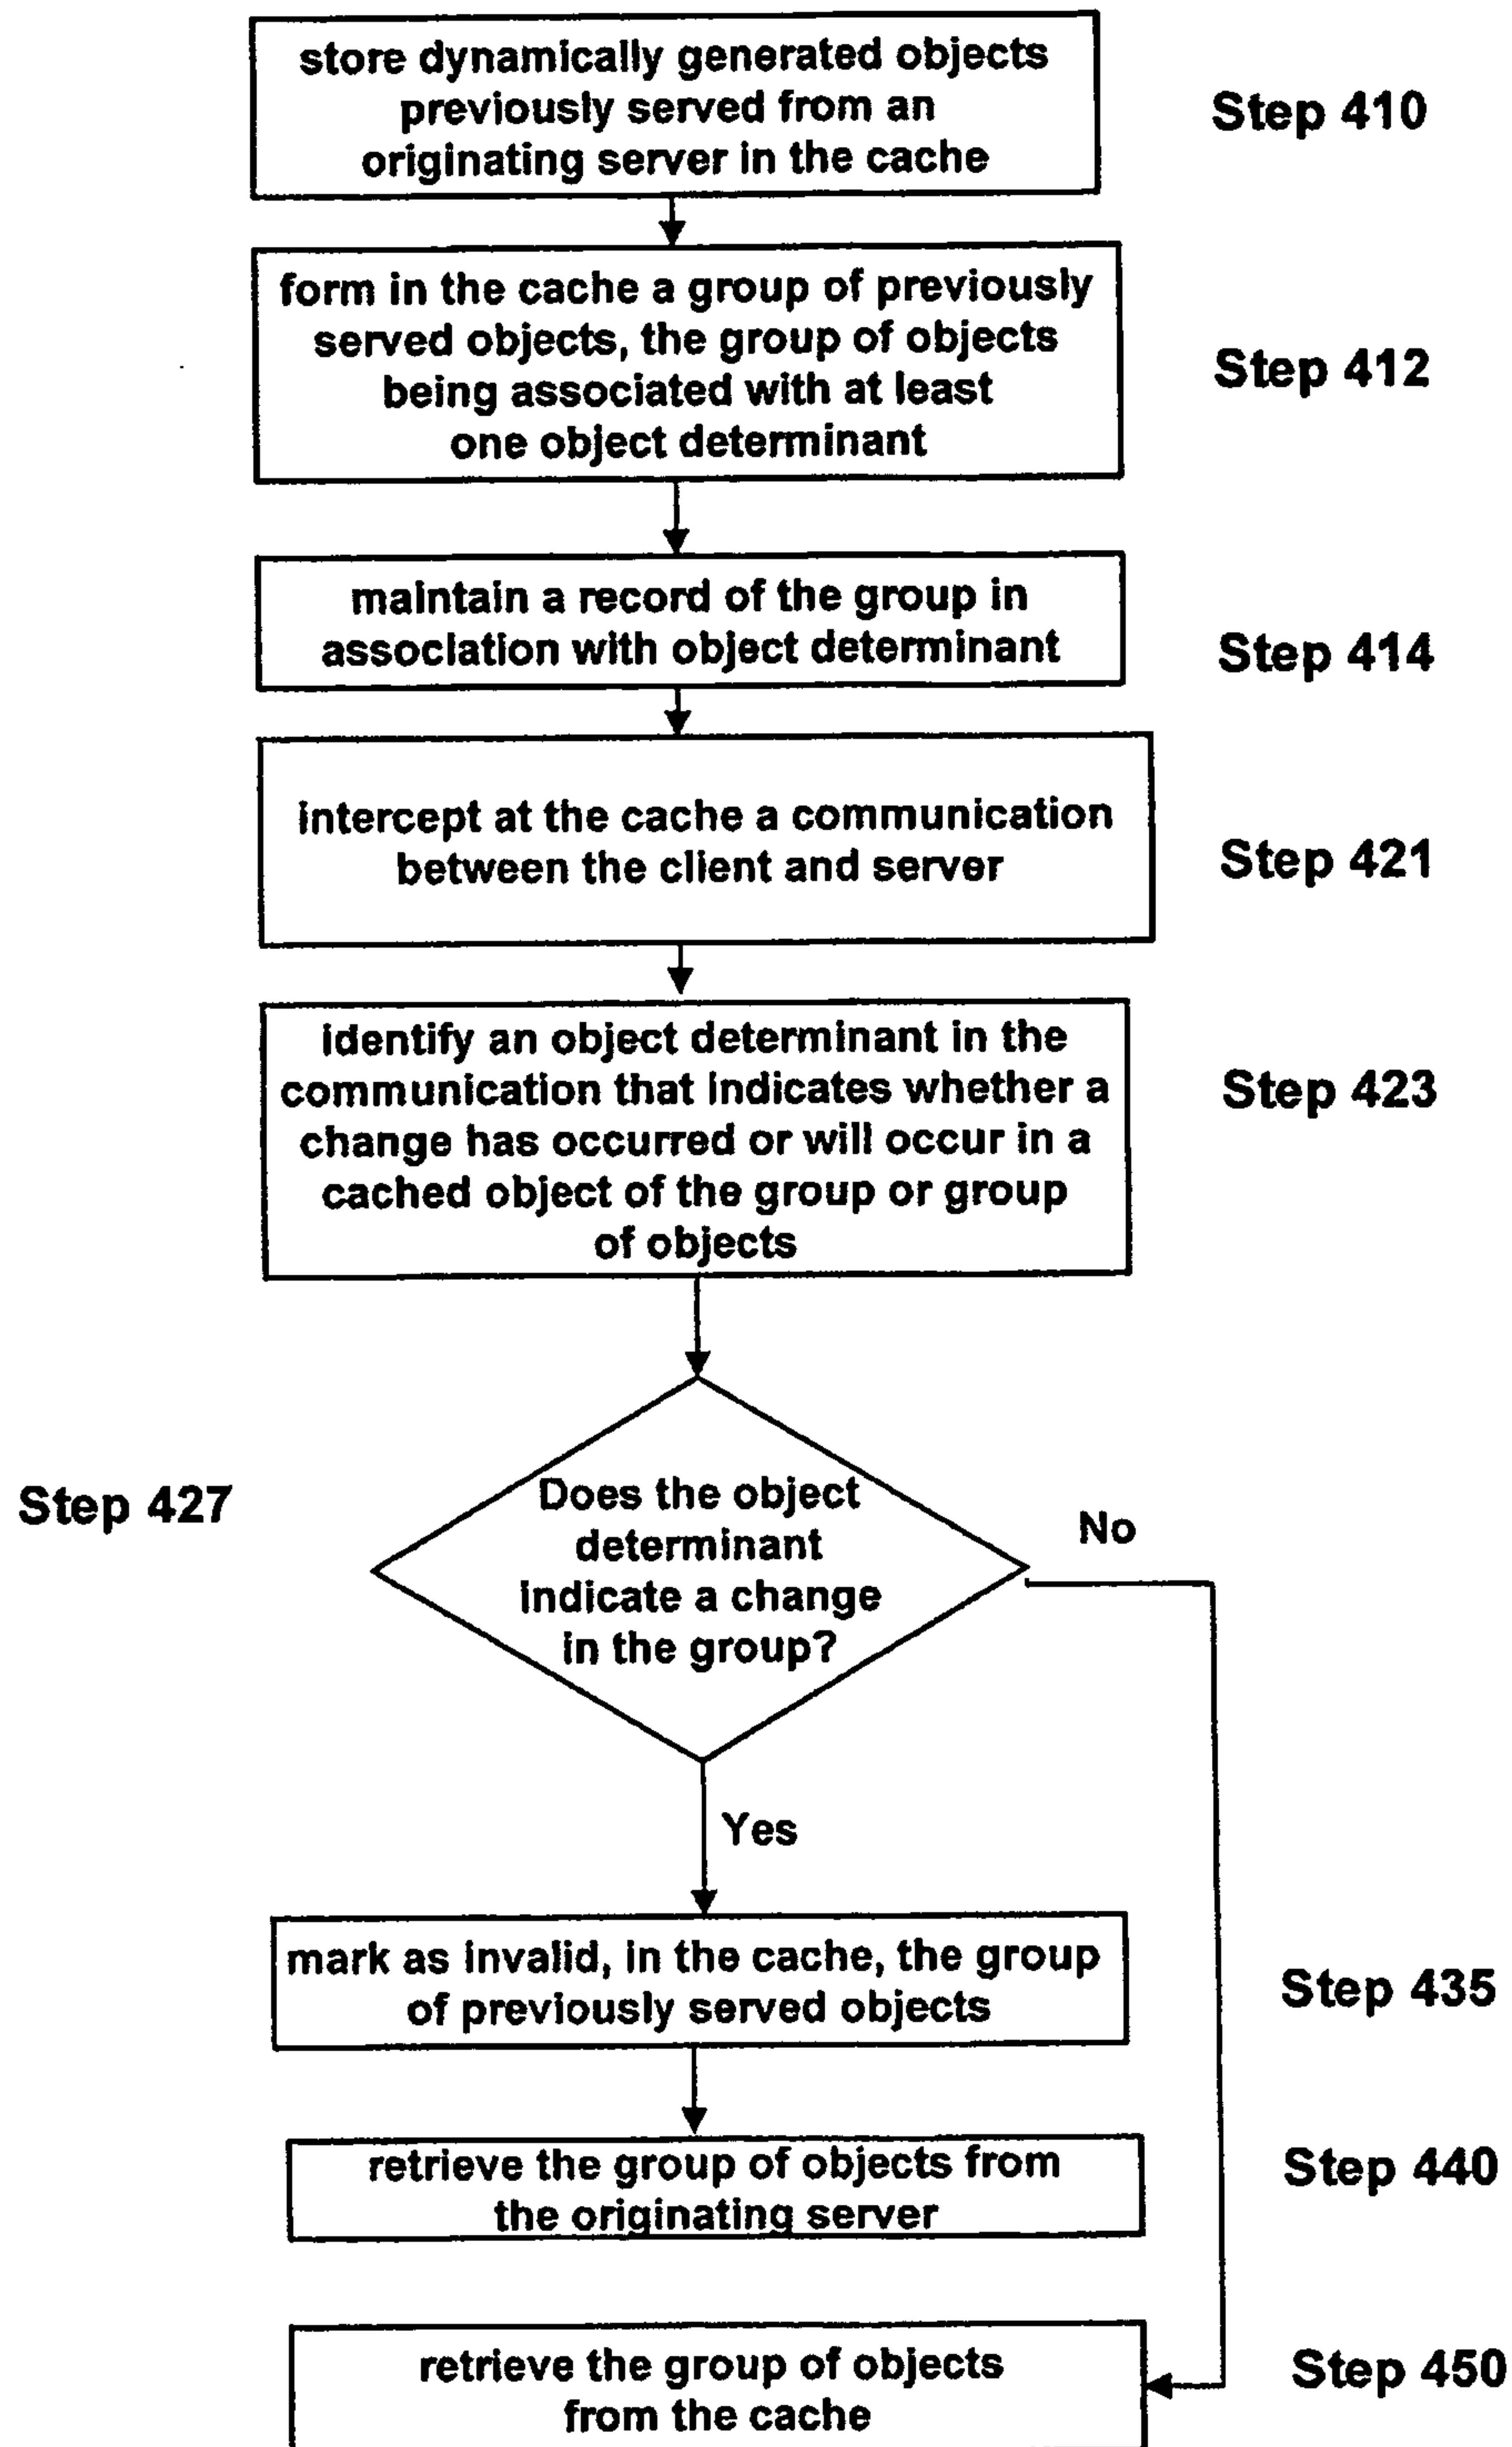 store dynamically generated objects
previously served from an
originating server in the cache
Step 410
form in the cache a group of previously
served objects, the group of objects
being associated with at least
one object determinant
Step 412
maintain a record of the group in
association with object determinant
Step 414
intercept at the cache a communication
between the client and server
Step 421
identify an object determinant in the
communication that indicates whether a
change has occurred or will occur in a
cached object of the group or group
of objects
Step 423
Step 427
Does the object
determinant
indicate a change
in the group?
No
Yes
mark as invalid, in the cache, the group
of previously served objects
Step 435
retrieve the group of objects from
the originating server
Step 440
retrieve the group of objects
from the cache
Step 450